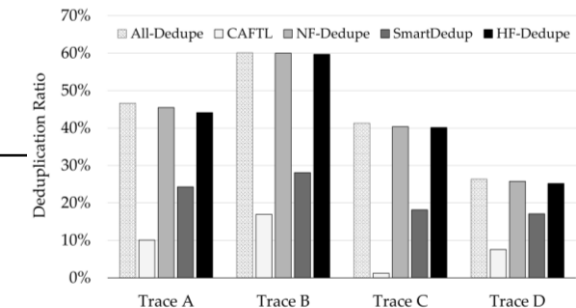 70%
All-Dedupe CAFTL NF-Dedupe SmartDedup HF-Dedupe
60%
50%
40%
30%
20%
10%
0%
Deduplication Ratio
Trace A Trace B Trace C Trace D